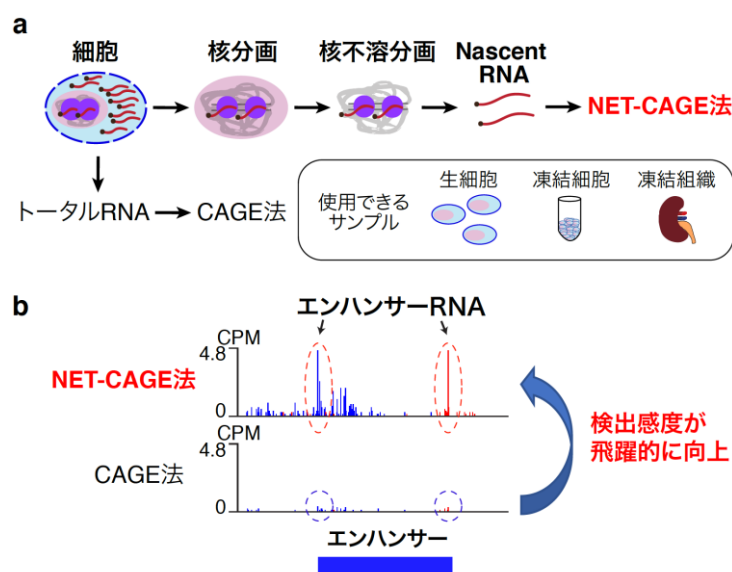 a
細胞
核分画
核不溶分画
Nascent
RNA
NET-CAGE法
トータルRNA
CAGE法
使用できる
サンプル
生細胞
凍結細胞
凍結組織
b
エンハンサーRNA
CPM
4.8
NET-CAGE法
0
CPM
4.8
CAGE法
0
検出感度が
飛躍的に向上
エンハンサー